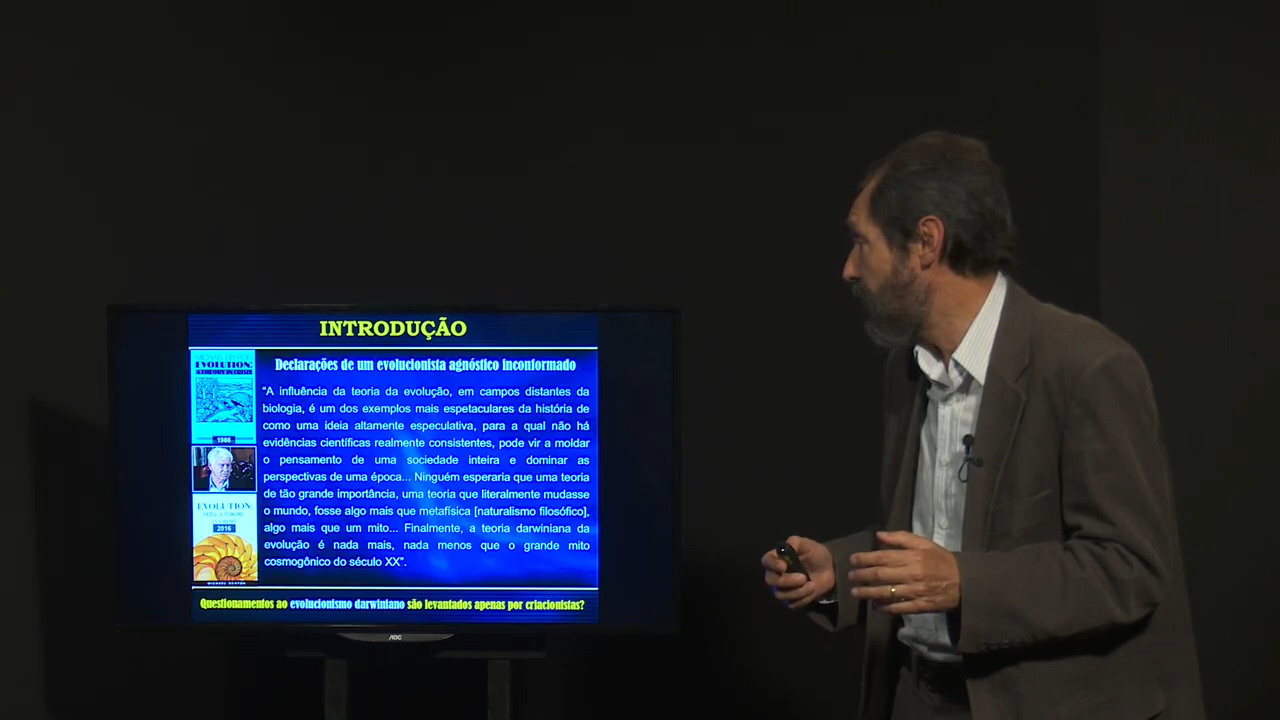 INTRODUÇÃO
Declarações de um evolucionista agnóstico inconformado
"A influência da teoria da evolução, em campos distantes da
biologia, é um dos exemplos mais espetaculares da história de
como uma ideia altamente especulativa, para a qual não há
evidências científicas realmente consistentes, pode vir a moldar
o pensamento de uma sociedade inteira e dominar as
perspectivas de uma época... Ninguém esperaria que uma teoria
de tão grande importância, uma teoria que literalmente mudasse
o mundo, fosse algo mais que metafísica [naturalismo filosófico],
algo mais que um mito... Finalmente, a teoria darwiniana da
evolução é nada mais, nada menos que o grande mito
cosmogônico do século XX".
MICHAEL DENTON
EVOLUTION:
1986
EVOLUTION:
2016
MICHAEL DENTON
Questionamentos ao evolucionismo darwiniano são levantados apenas por criacionistas?
AOC